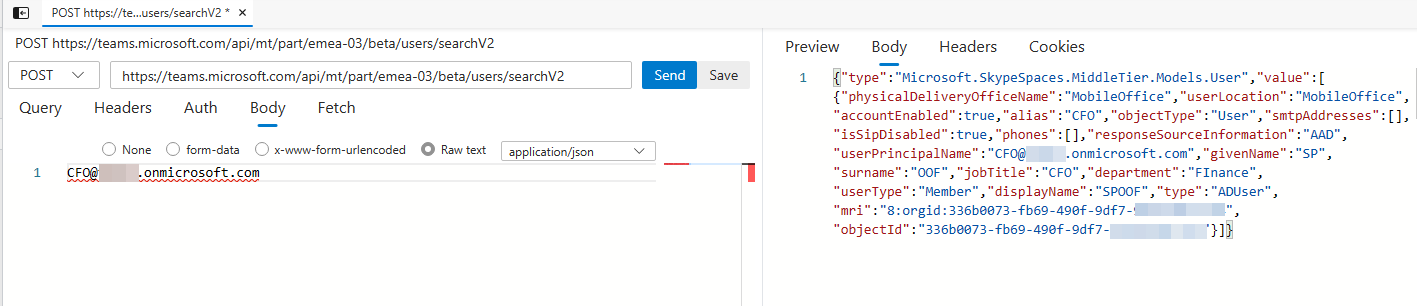 POST https://te...users/searchV2 *
POST https://teams.microsoft.com/api/mt/part/emea-03/beta/users/searchV2
POST https://teams.microsoft.com/api/mt/part/emea-03/beta/users/searchV2 Send Save
Query Headers Auth Body Fetch
None form-data x-www-form-urlencoded Raw text application/json
1 CFO@ .onmicrosoft.com
Preview Body Headers Cookies
1 {"type":"Microsoft.SkypeSpaces.MiddleTier.Models.User","value":[
{"physicalDeliveryOfficeName":"MobileOffice","userLocation":"MobileOffice",
"accountEnabled":true,"alias":"CFO","objectType":"User","smtpAddresses":[],
"isSipDisabled":true,"phones":[],"responseSourceInformation":"AAD",
"userPrincipalName":"CFO@ .onmicrosoft.com","givenName":"SP",
"surname":"OOF","jobTitle":"CFO","department":"FInance",
"userType":"Member","displayName":"SPOOF","type":"ADUser",
"mri":"8:orgid:336b0073-fb69-490f-9df7- ",
"objectId":"336b0073-fb69-490f-9df7- "}]}